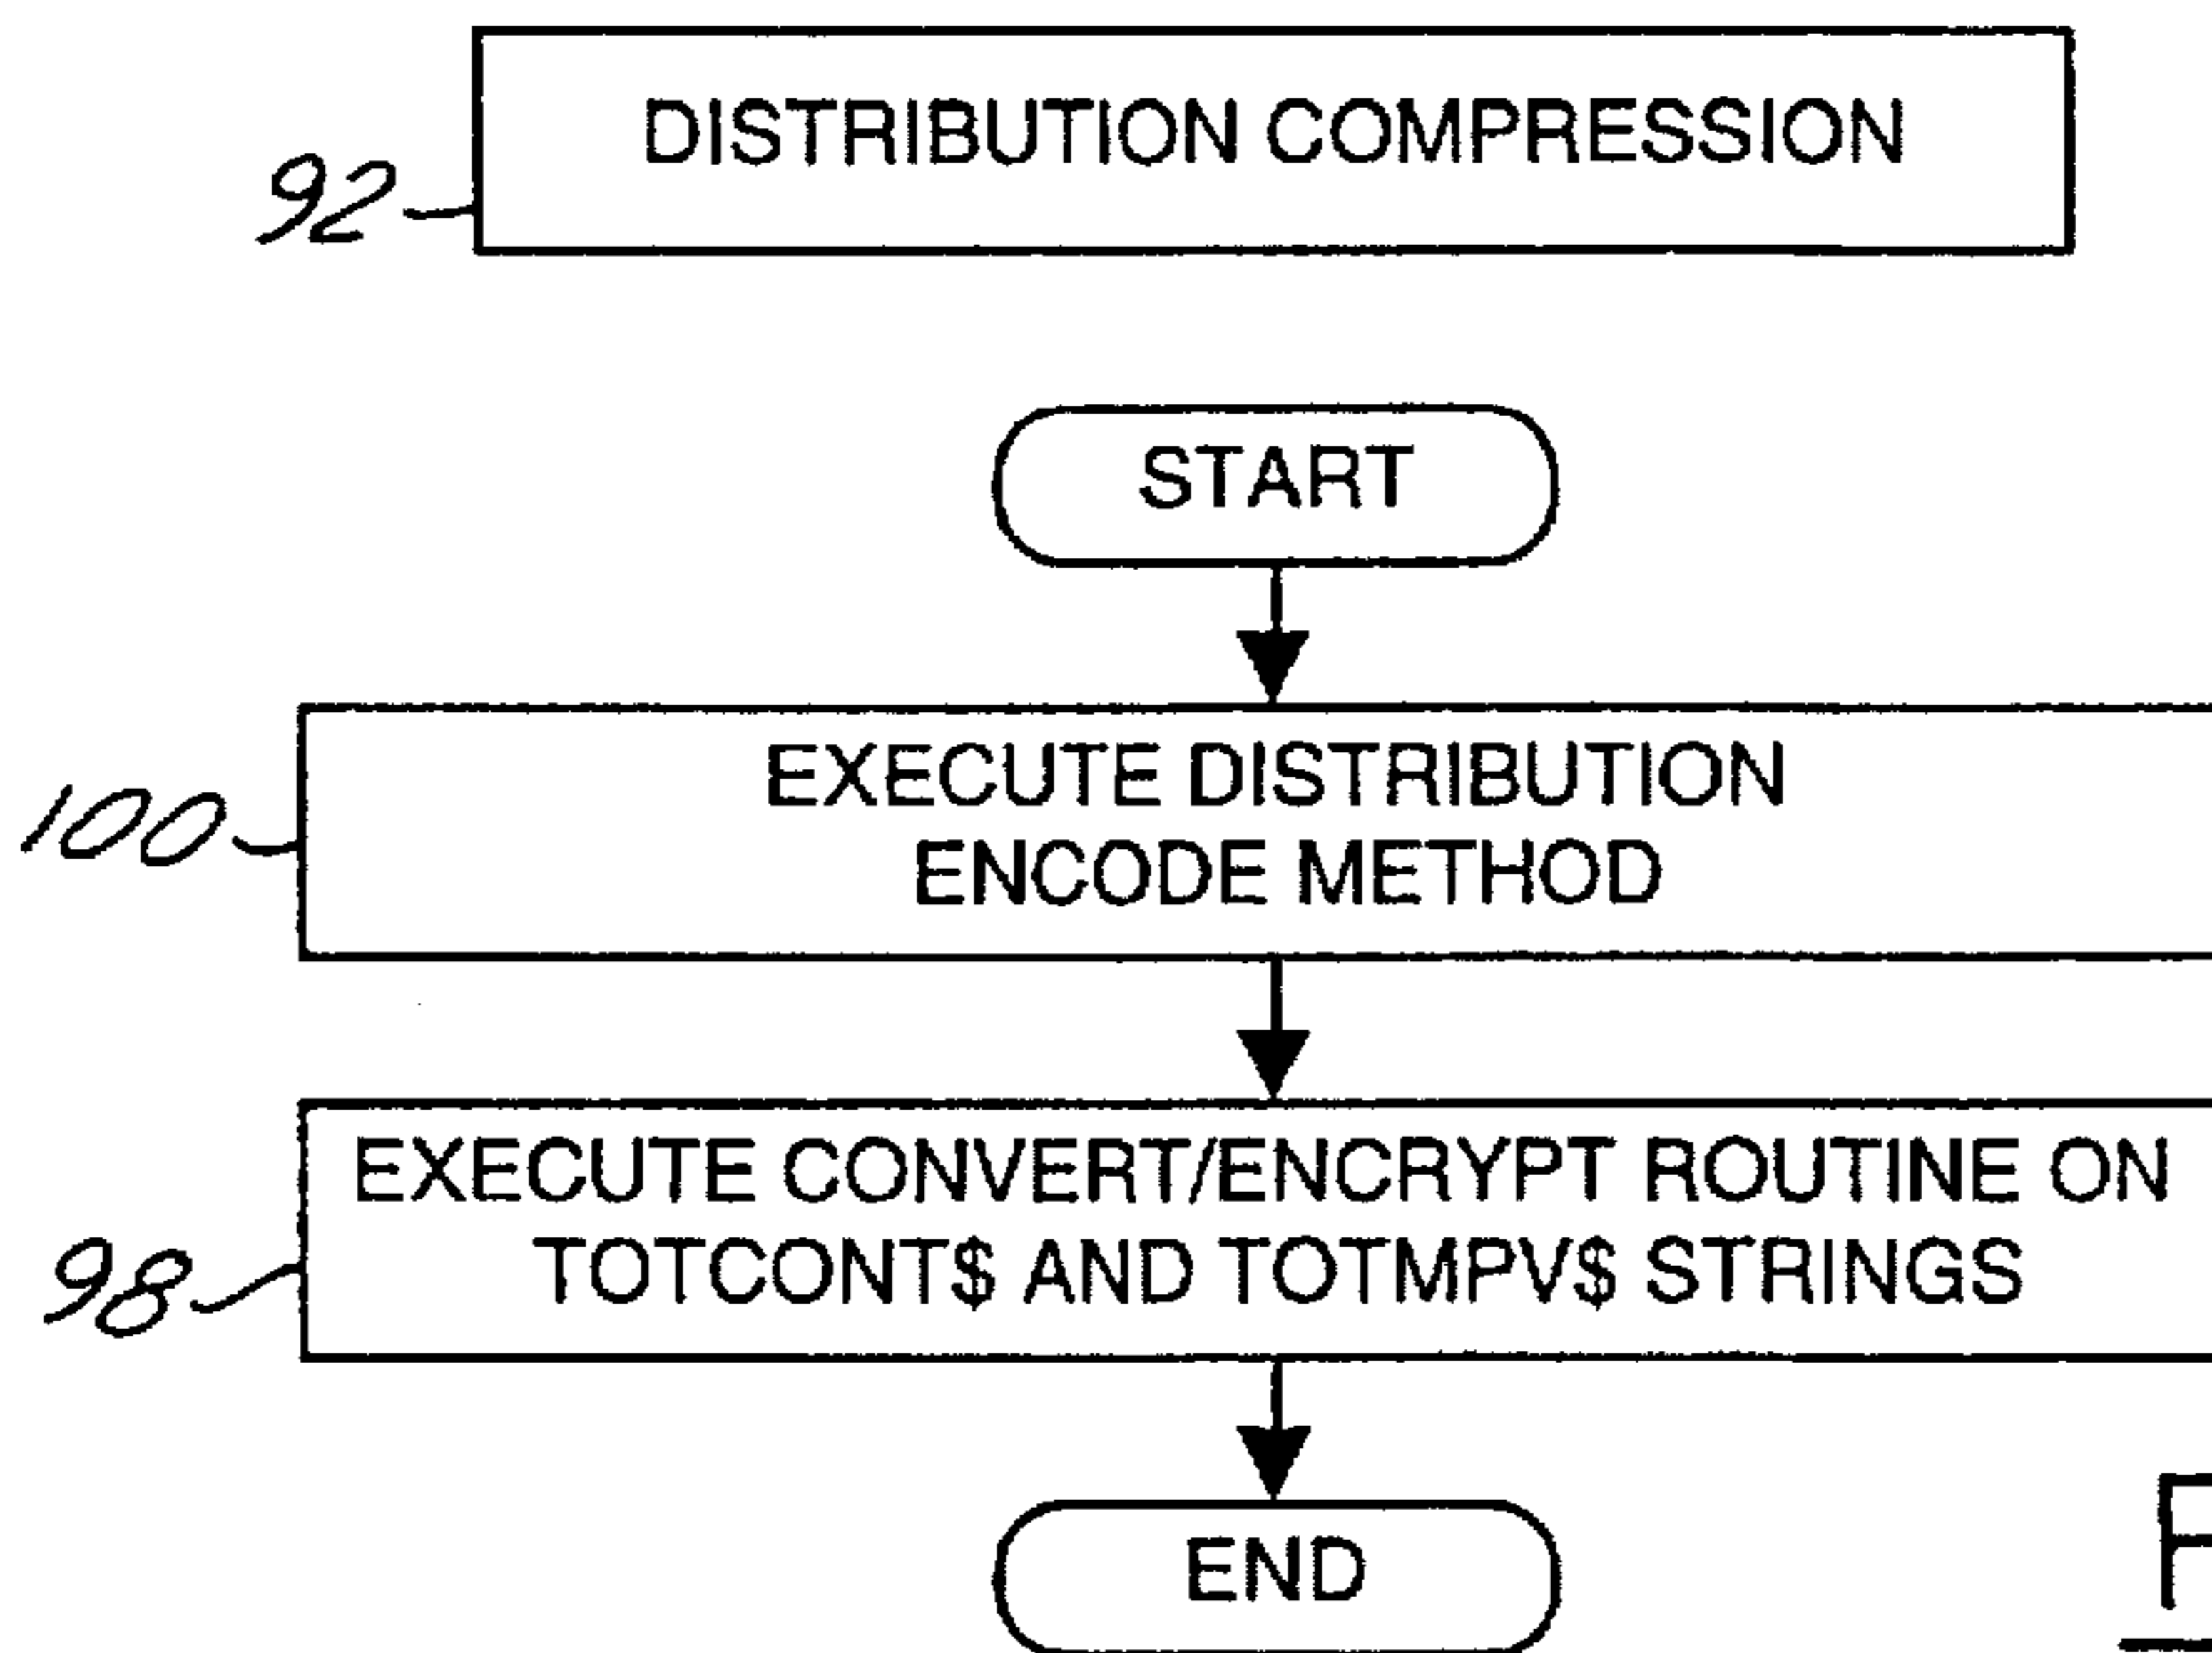 DISTRIBUTION COMPRESSION
92
START
EXECUTE DISTRIBUTION
ENCODE METHOD
100
EXECUTE CONVERT/ENCRYPT ROUTINE ON
TOTCONT$ AND TOTMPV$ STRINGS
98
END